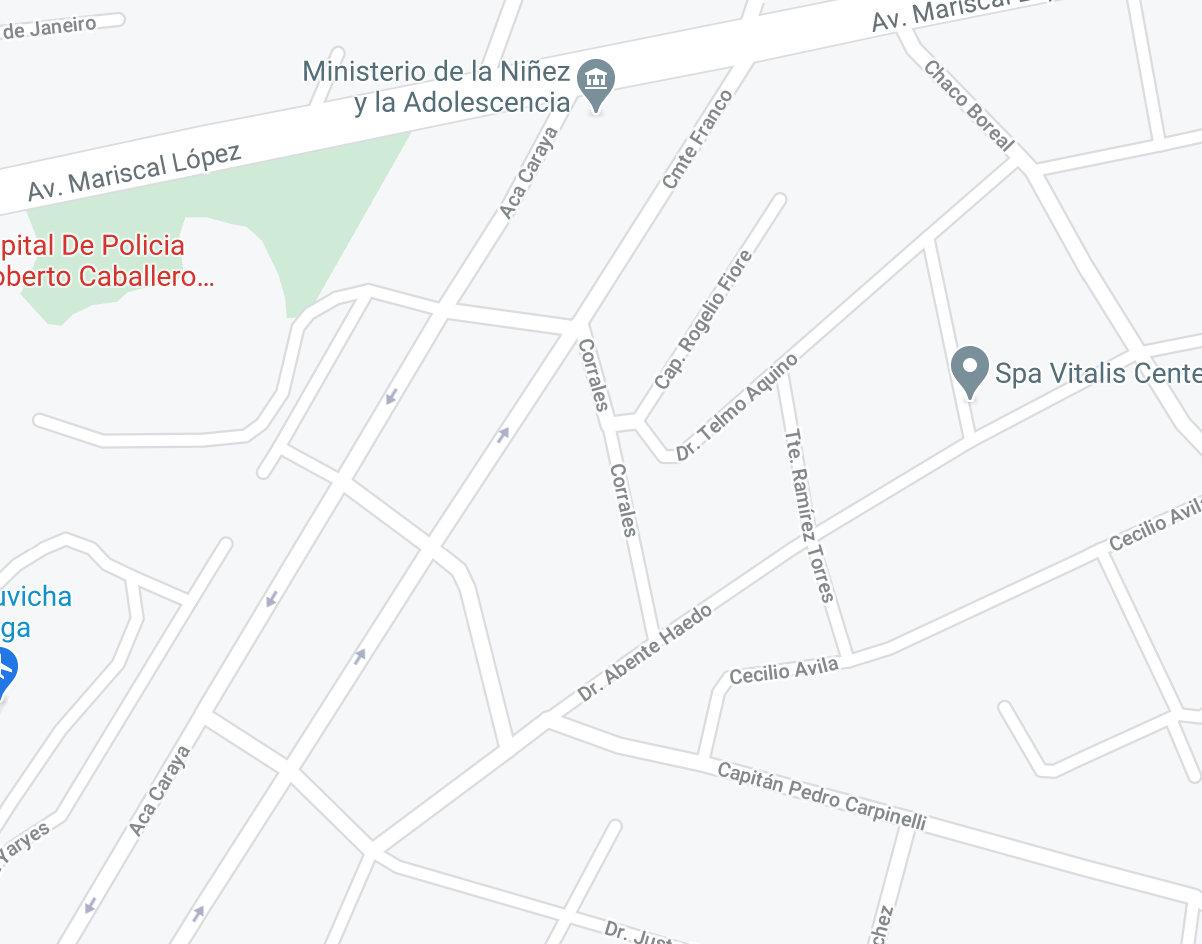 de Janeiro
Av. Mariscal
Ministerio de la Niñez
y la Adolescencia
Chaco Boreal
Cmte Franco
Aca Caraya
Av. Mariscal López
pital De Policia
oberto Caballero...
Cap. Rogelio Fiore
Corrales
Dr. Telmo Aquino
Spa Vitalis Cente
Corrales
Tte. Ramírez Torres
Cecilio Avila
uvicha
ga
Dr. Abente Haedo
Cecilio Avila
Aca Caraya
Capitán Pedro Carpinelli
Yaryes
chez
Dr. Just